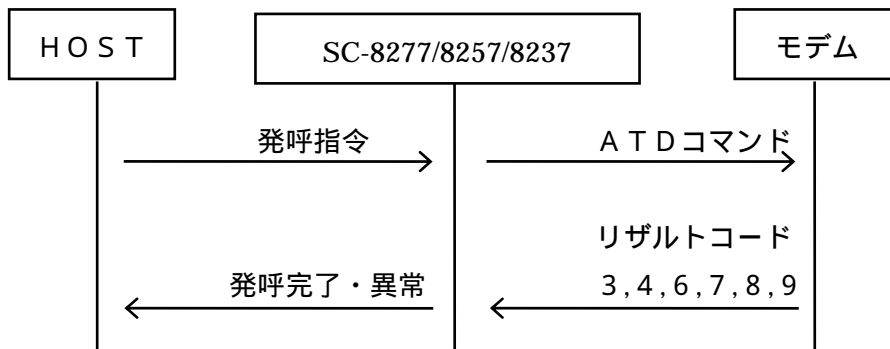 ＨＯＳＴ
SC-8277/8257/8237
モデム
発呼指令
ＡＴＤコマンド
リザルトコード
発呼完了・異常
3,4,6,7,8,9